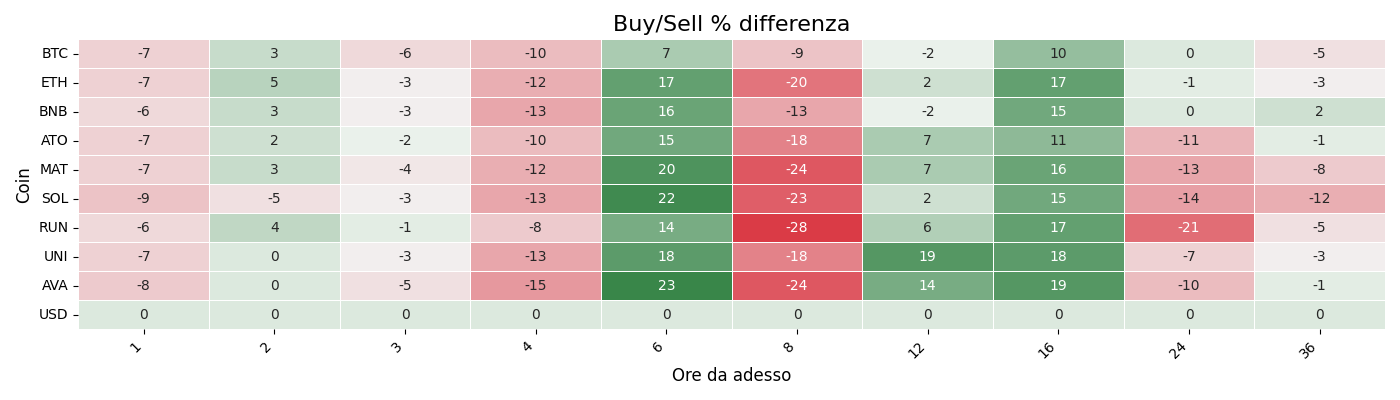 Buy/Sell % differenza
Coin
BTC -7 3 -6 -10 7 -9 -2 10 0 -5
ETH -7 5 -3 -12 17 -20 2 17 -1 -3
BNB -6 3 -3 -13 16 -13 -2 15 0 2
ATO -7 2 -2 -10 15 -18 7 11 -11 -1
MAT -7 3 -4 -12 20 -24 7 16 -13 -8
SOL -9 -5 -3 -13 22 -23 2 15 -14 -12
RUN -6 4 -1 -8 14 -28 6 17 -21 -5
UNI -7 0 -3 -13 18 -18 19 18 -7 -3
AVA -8 0 -5 -15 23 -24 14 19 -10 -1
USD 0 0 0 0 0 0 0 0 0 0
1 2 3 4 6 8 12 16 24 36
Ore da adesso